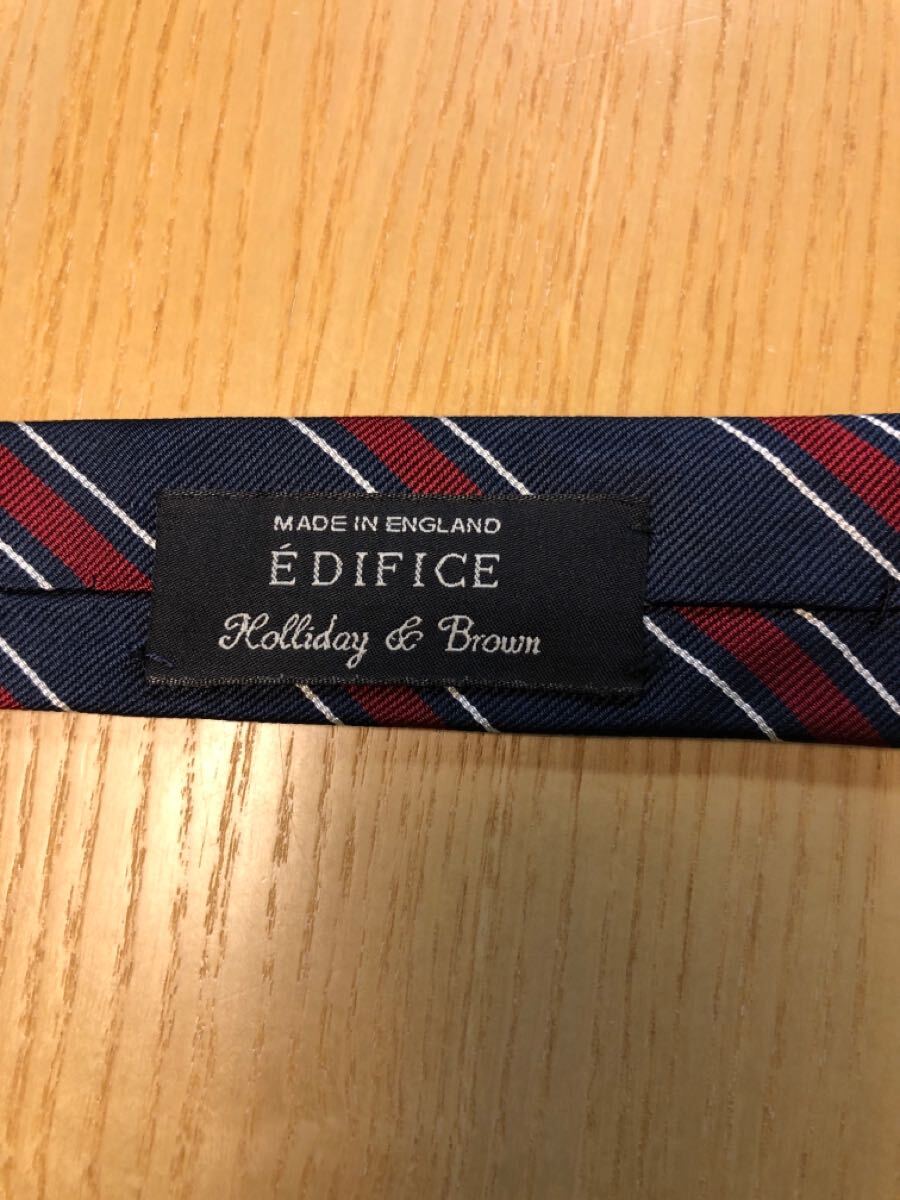 MADE IN ENGLAND
ÉDIFICE
Holliday & Brown